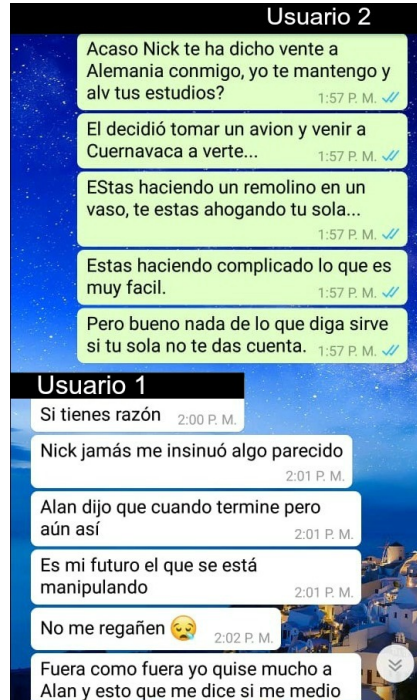 Usuario 2
Acaso Nick te ha dicho vente a
Alemania conmigo, yo te mantengo y
alv tus estudios?
1:57 P. M.
El decidió tomar un avion y venir a
Cuernavaca a verte...
1:57 P. M.
EStas haciendo un remolino en un
vaso, te estas ahogando tu sola...
1:57 P. M.
Estas haciendo complicado lo que es
muy facil.
1:57 P. M.
Pero bueno nada de lo que diga sirve
si tu sola no te das cuenta.
1:57 P. M.
Usuario 1
Si tienes razón
2:00 P. M.
Nick jamás me insinuó algo parecido
2:01 P. M.
Alan dijo que cuando termine pero
aún así
2:01 P. M.
Es mi futuro el que se está
manipulando
2:01 P. M.
No me regañen 😪
2:02 P. M.
Fuera como fuera yo quise mucho a
Alan y esto que me dice si me medio